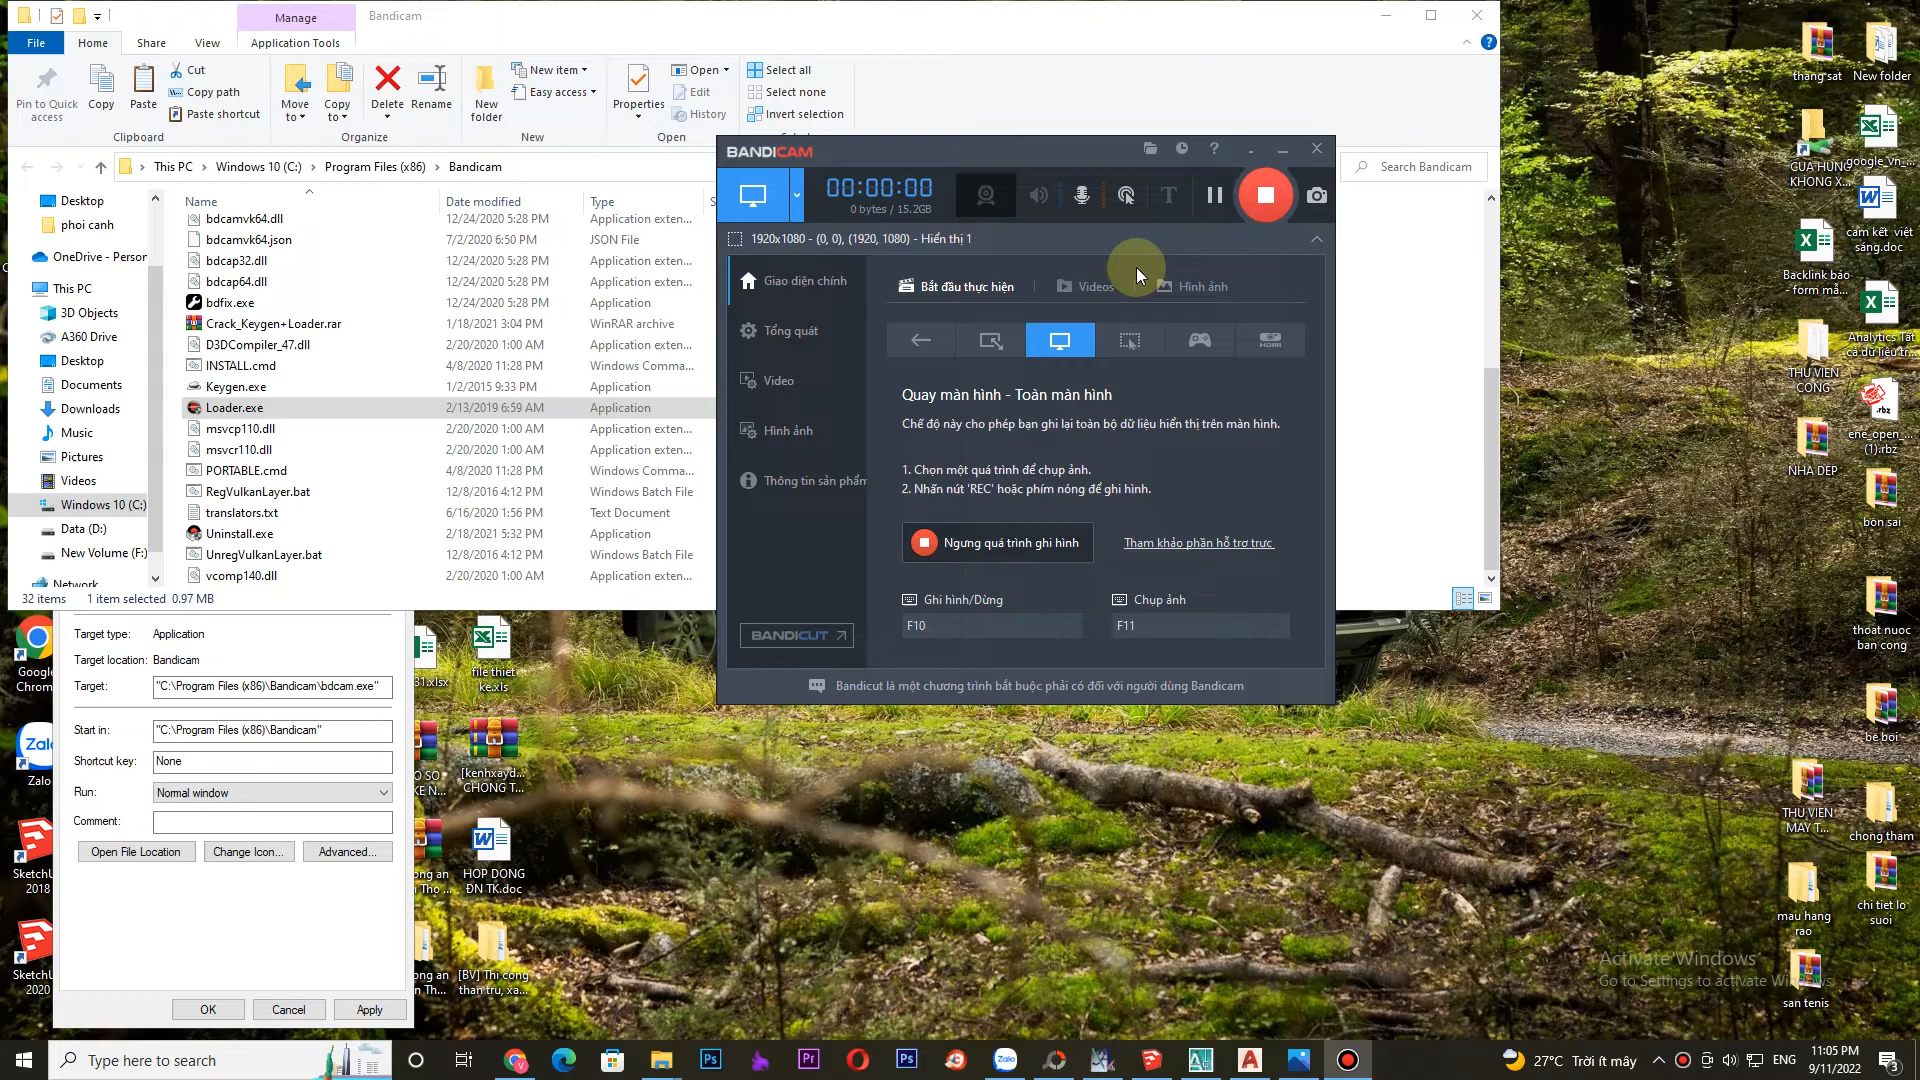 Manage
Bandicam
File
Home
Share
View
Application Tools
Pin to Quick access
Copy
Paste
Cut
Copy path
Paste shortcut
Clipboard
Move to
Copy to
Delete
Rename
Organize
New folder
New item
Easy access
New
Properties
Open
Edit
History
Open
Select all
Select none
Invert selection
This PC
Windows 10 (C:)
Program Files (x86)
Bandicam
Search Bandicam
Desktop
phoi canh
OneDrive - Person
This PC
3D Objects
A360 Drive
Desktop
Documents
Downloads
Music
Pictures
Videos
Windows 10 (C:)
Data (D:)
New Volume (F:)
Network
Name
Date modified
Type
bdcamvk64.dll 12/24/2020 5:28 PM Application exten...
bdcamvk64.json 7/2/2020 6:50 PM JSON File
bdcap32.dll 12/24/2020 5:28 PM Application exten...
bdcap64.dll 12/24/2020 5:28 PM Application exten...
bdfix.exe 12/24/2020 5:28 PM Application
Crack_Keygen+Loader.rar 1/18/2021 3:04 PM WinRAR archive
D3DCompiler_47.dll 2/20/2020 1:00 AM Application exten...
INSTALL.cmd 4/8/2020 11:28 PM Windows Comma...
Keygen.exe 1/2/2015 9:33 PM Application
Loader.exe 2/13/2019 6:59 AM Application
msvcp110.dll 2/20/2020 1:00 AM Application exten...
msvcr110.dll 2/20/2020 1:00 AM Application exten...
PORTABLE.cmd 4/8/2020 11:28 PM Windows Comma...
RegVulkanLayer.bat 12/8/2016 4:12 PM Windows Batch File
translators.txt 6/16/2020 1:56 PM Text Document
Uninstall.exe 2/18/2021 5:32 PM Application
UnregVulkanLayer.bat 12/8/2016 4:12 PM Windows Batch File
vcomp140.dll 2/20/2020 1:00 AM Application exten...
32 items 1 item selected 0.97 MB
BANDICAM
00:00:00
0 bytes / 15.2GB
1920x1080 - (0, 0), (1920, 1080) - Hiển thị 1
Giao diện chính
Tổng quát
Video
Hình ảnh
Thông tin sản phẩm
BANDICUT
Bắt đầu thực hiện
Videos
Hình ảnh
HDMI
Quay màn hình - Toàn màn hình
Chế độ này cho phép bạn ghi lại toàn bộ dữ liệu hiển thị trên màn hình.
1. Chọn một quá trình để chụp ảnh.
2. Nhấn nút 'REC' hoặc phím nóng để ghi hình.
Ngưng quá trình ghi hình
Tham khảo phần hỗ trợ trực
Ghi hình/Dừng
Chụp ảnh
F10
F11
Bandicut là một chương trình bắt buộc phải có đối với người dùng Bandicam
Target type: Application
Target location: Bandicam
Target: "C:\Program Files (x86)\Bandicam\bdcam.exe"
Start in: "C:\Program Files (x86)\Bandicam"
Shortcut key: None
Run: Normal window
Comment:
Open File Location
Change Icon...
Advanced...
OK
Cancel
Apply
Google
Chrom
Zalo
Zalo
SketchU
2018
SketchU
2020
31.xlsx
file thiet
ke.xls
[kenhxayd...
CHONG T...
HOP DONG
ĐN TK.doc
[BV] Thi cong
than tru, xa...
thang sat
New folder
google_vn_...
Backlink báo
- form mẫ...
cam kết việt
sáng.doc
Analytics Tất
cả dữ liệu tr...
THU VIEN
CONG
ene-open_...
(1).rbz
NHA DEP
bon sai
thoat nuoc
ban cong
be boi
THU VIEN
MAY T...
chong tham
mau hang
rao
chi tiet lo
suoi
san tenis
Activate Windows
Go to Settings to activate Windows.
Type here to search
27°C Trời ít mây
ENG
11:05 PM
9/11/2022
3